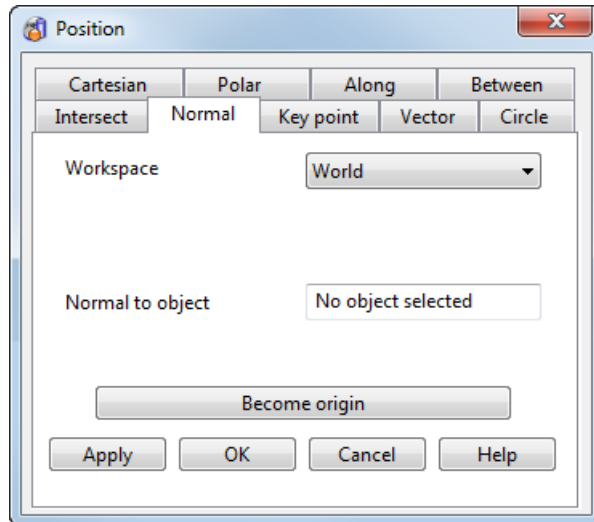 Position
Cartesian Polar Along Between
Intersect Normal Key point Vector Circle
Workspace World
Normal to object No object selected
Become origin
Apply OK Cancel Help